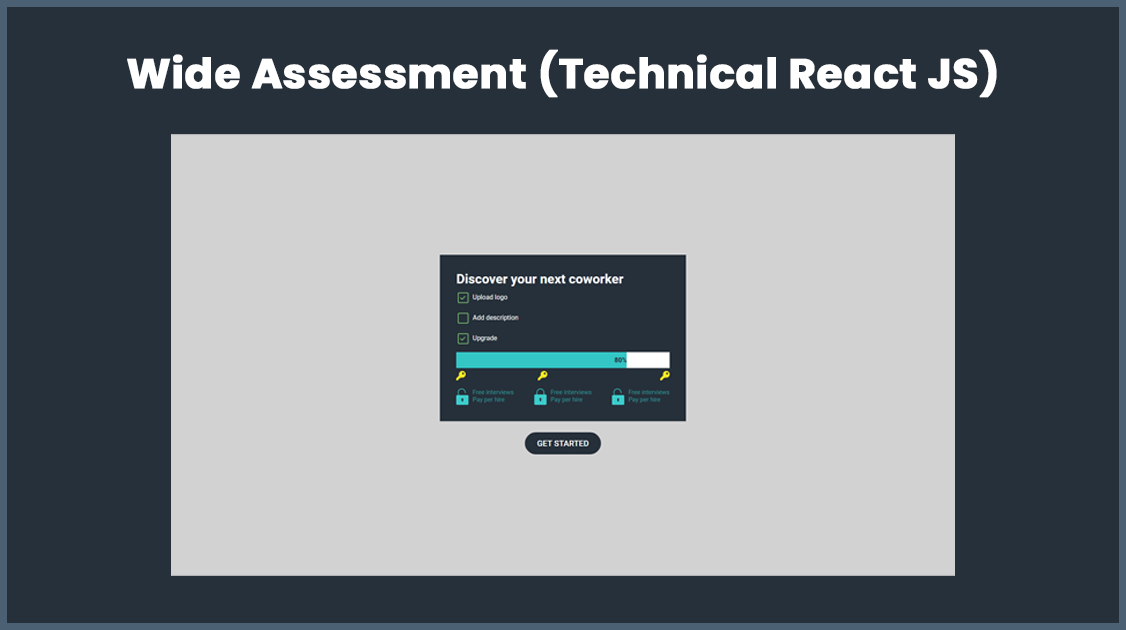 Wide Assessment (Technical React JS)
Discover your next coworker
Upload logo
Add description
Upgrade
80%
Free interviews
Pay per hire
Free interviews
Pay per hire
Free interviews
Pay per hire
GET STARTED